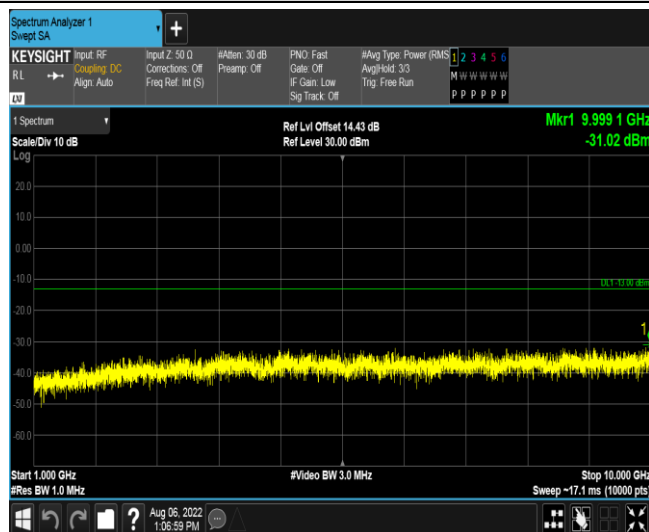 Spectrum Analyzer 1
Swept SA
+
KEYSIGHT Input: RF Input Z: 50 Ω #Atten: 30 dB PNO: Fast #Avg Type: Power (RMS 1 2 3 4 5 6
RL Coupling: DC Corrections: Off Preamp: Off Gate: Off Avg|Hold: 3/3 M W W W W W
Align: Auto Freq Ref: Int (S) IF Gain: Low Trig: Free Run
LXI Sig Track: Off P P P P P P
1 Spectrum Ref Lvl Offset 14.43 dB Mkr1 9.999 1 GHz
Scale/Div 10 dB Ref Level 30.00 dBm -31.02 dBm
Log
20.0
10.0
0.00
-10.0
DL1 -13.00 dBm
-20.0
1
-30.0
-40.0
-50.0
-60.0
Start 1.000 GHz #Video BW 3.0 MHz Stop 10.000 GHz
#Res BW 1.0 MHz Sweep ~17.1 ms (10000 pts)
? Aug 06, 2022
1:06:59 PM